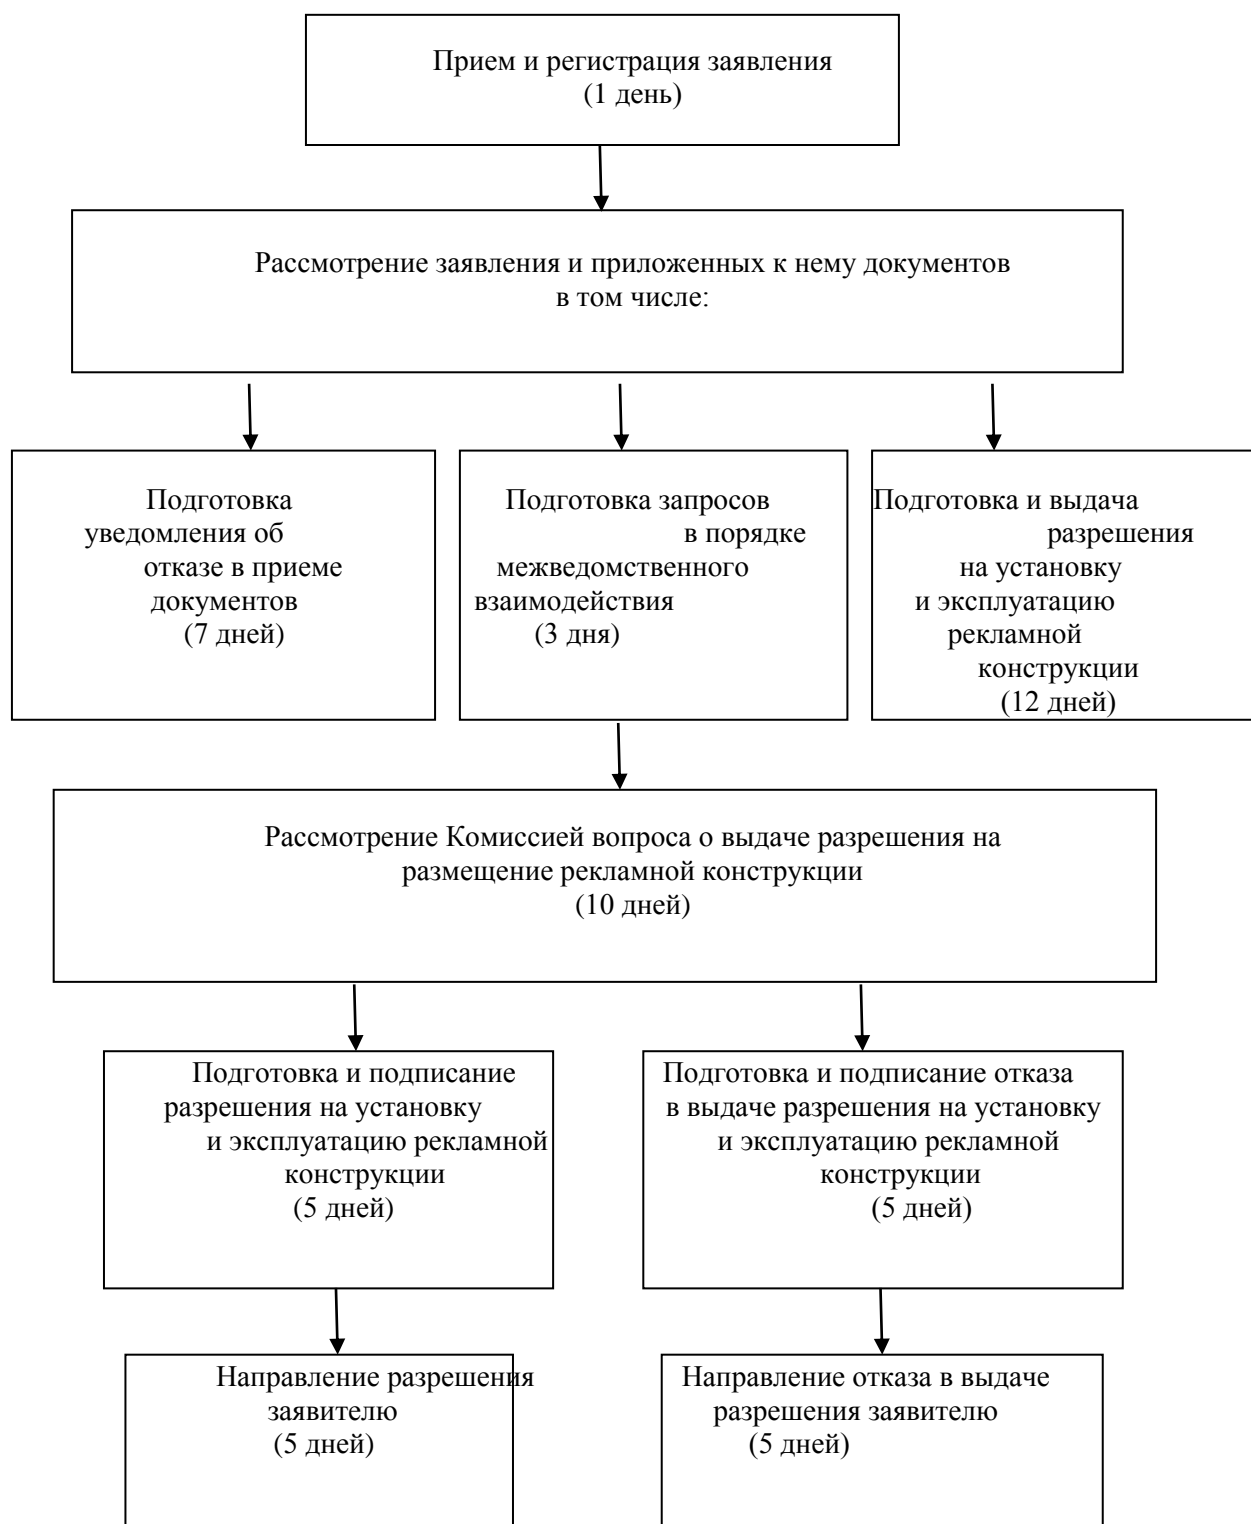 Прием и регистрация заявления
(1 день)
Рассмотрение заявления и приложенных к нему документов
в том числе:
Подготовка
уведомления об
отказе в приеме
документов
(7 дней)
Подготовка запросов
в порядке
межведомственного
взаимодействия
(3 дня)
Подготовка и выдача
разрешения
на установку
и эксплуатацию
рекламной
конструкции
(12 дней)
Рассмотрение Комиссией вопроса о выдаче разрешения на
размещение рекламной конструкции
(10 дней)
Подготовка и подписание
разрешения на установку
и эксплуатацию рекламной
конструкции
(5 дней)
Подготовка и подписание отказа
в выдаче разрешения на установку
и эксплуатацию рекламной
конструкции
(5 дней)
Направление разрешения
заявителю
(5 дней)
Направление отказа в выдаче
разрешения заявителю
(5 дней)